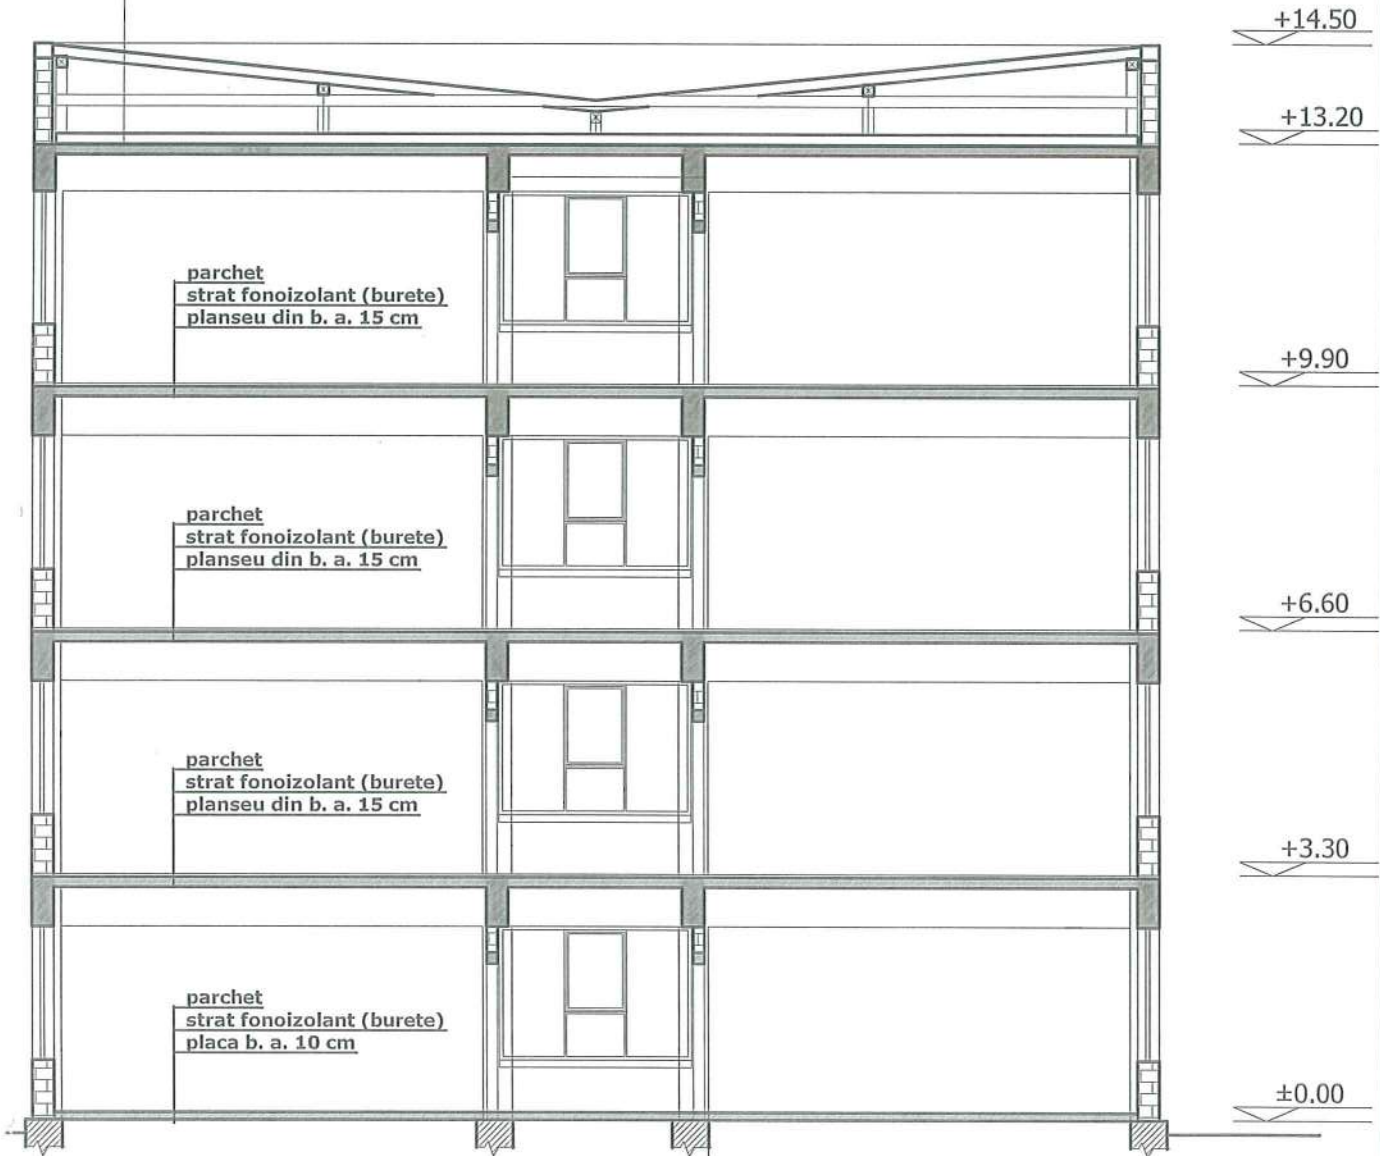 +14.50
+13.20
parchet
strat fonoizolant (burete)
planseu din b. a. 15 cm
+9.90
parchet
strat fonoizolant (burete)
planseu din b. a. 15 cm
+6.60
parchet
strat fonoizolant (burete)
planseu din b. a. 15 cm
+3.30
parchet
strat fonoizolant (burete)
placa b. a. 10 cm
±0.00